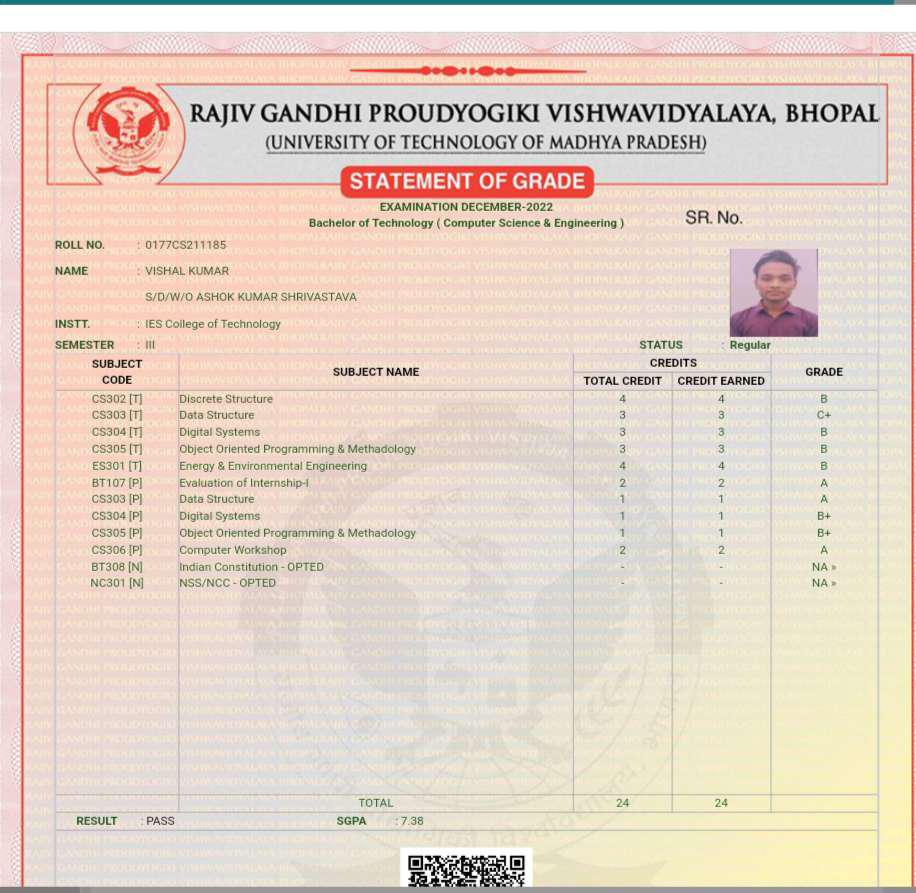 RAJIV GANDHI PROUDYOGIKI VISHWAVIDYALAYA, BHOPAL
(UNIVERSITY OF TECHNOLOGY OF MADHYA PRADESH)
STATEMENT OF GRADE
EXAMINATION DECEMBER-2022
Bachelor of Technology ( Computer Science & Engineering )
SR. No.
ROLL NO. : 0177CS211185
NAME : VISHAL KUMAR
S/D/W/O ASHOK KUMAR SHRIVASTAVA
INSTT. : IES College of Technology
SEMESTER : III STATUS : Regular
SUBJECT CODE SUBJECT NAME CREDITS GRADE
TOTAL CREDIT CREDIT EARNED
CS302 [T] Discrete Structure 4 4 B
CS303 [T] Data Structure 3 3 C+
CS304 [T] Digital Systems 3 3 B
CS305 [T] Object Oriented Programming & Methadology 3 3 B
ES301 [T] Energy & Environmental Engineering 4 4 B
BT107 [P] Evaluation of Internship-I 2 2 A
CS303 [P] Data Structure 1 1 A
CS304 [P] Digital Systems 1 1 B+
CS305 [P] Object Oriented Programming & Methadology 1 1 B+
CS306 [P] Computer Workshop 2 2 A
BT308 [N] Indian Constitution - OPTED - - NA »
NC301 [N] NSS/NCC - OPTED - - NA »
TOTAL 24 24
RESULT : PASS SGPA : 7.38